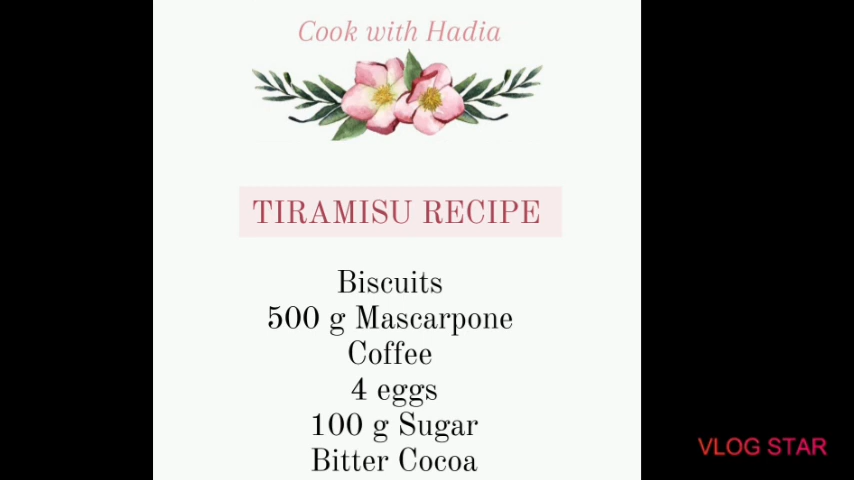 Cook with Hadia
TIRAMISU RECIPE
Biscuits
500 g Mascarpone
Coffee
4 eggs
100 g Sugar
Bitter Cocoa
VLOG STAR